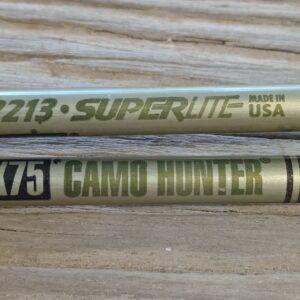 2213 • SUPERLITE MADE IN USA
X75 "CAMO HUNTER"